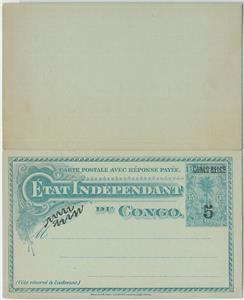 CARTE POSTALE AVEC RÉPONSE PAYÉE.
ETAT INDÉPENDANT
DU CONGO.
CONGO BELGE
5
(Côté réservé à l'adresse)